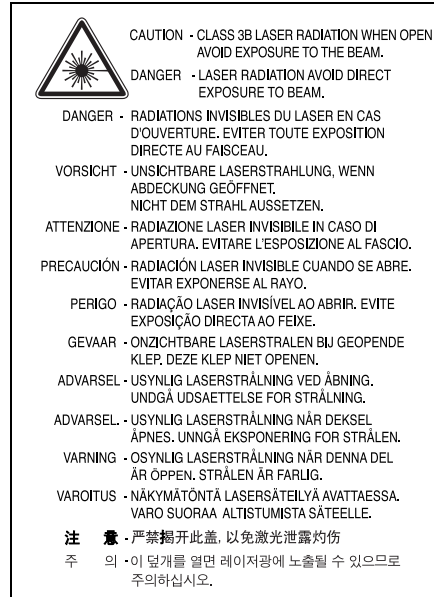 CAUTION - CLASS 3B LASER RADIATION WHEN OPEN
AVOID EXPOSURE TO THE BEAM.
DANGER - LASER RADIATION AVOID DIRECT
EXPOSURE TO BEAM.
DANGER - RADIATIONS INVISIBLES DU LASER EN CAS
D'OUVERTURE. EVITER TOUTE EXPOSITION
DIRECTE AU FAISCEAU.
VORSICHT - UNSICHTBARE LASERSTRAHLUNG, WENN
ABDECKUNG GEÖFFNET.
NICHT DEM STRAHL AUSSETZEN.
ATTENZIONE - RADIAZIONE LASER INVISIBILE IN CASO DI
APERTURA. EVITARE L'ESPOSIZIONE AL FASCIO.
PRECAUCIÓN - RADIACIÓN LASER INVISIBLE CUANDO SE ABRE.
EVITAR EXPONERSE AL RAYO.
PERIGO - RADIAÇÃO LASER INVISÍVEL AO ABRIR. EVITE
EXPOSIÇÃO DIRECTA AO FEIXE.
GEVAAR - ONZICHTBARE LASERSTRALEN BIJ GEOPENDE
KLEP. DEZE KLEP NIET OPENEN.
ADVARSEL - USYNLIG LASERSTRÅLNING VED ÅBNING.
UNDGÅ UDSAETTELSE FOR STRÅLNING.
ADVARSEL. - USYNLIG LASERSTRÅLNING NÅR DEKSEL
ÅPNES. UNNGÅ EKSPONERING FOR STRÅLEN.
VARNING - OSYNLIG LASERSTRÅLNING NÄR DENNA DEL
ÄR ÖPPEN. STRÅLEN ÄR FARLIG.
VAROITUS - NÄKYMÄTÖNTÄ LASERSÄTEILYÄ AVATTAESSA.
VARO SUORAA ALTISTUMISTA SÄTEELLE.
注 意 - 严禁揭开此盖, 以免激光泄露灼伤
주 의 - 이 덮개를 열면 레이저광에 노출될 수 있으므로
주의하십시오.